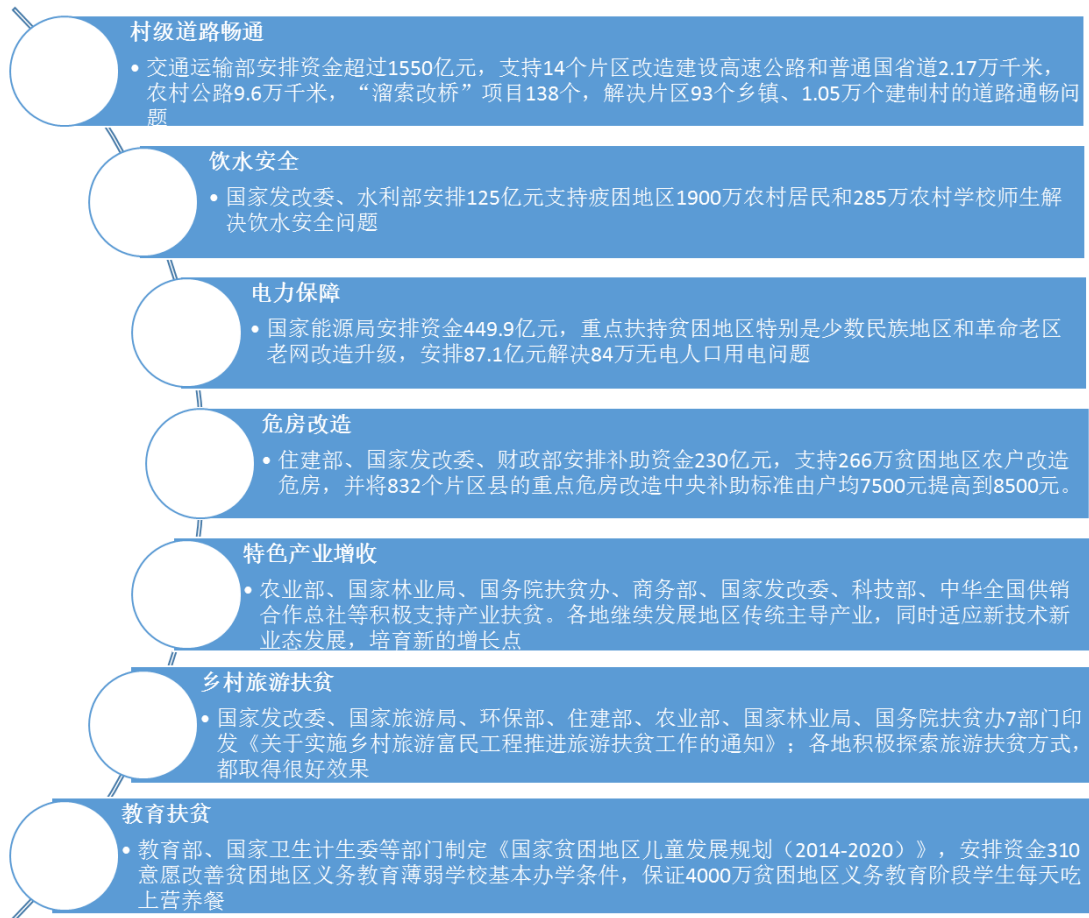 村级道路畅通
• 交通运输部安排资金超过1550亿元，支持14个片区改造建设高速公路和普通国省道2.17万千米，
农村公路9.6万千米，“溜索改桥”项目138个，解决片区93个乡镇、1.05万个建制村的道路通畅问
题
饮水安全
• 国家发改委、水利部安排125亿元支持疲困地区1900万农村居民和285万农村学校师生解
决饮水安全问题
电力保障
• 国家能源局安排资金449.9亿元，重点扶持贫困地区特别是少数民族地区和革命老区
老网改造升级，安排87.1亿元解决84万无电人口用电问题
危房改造
• 住建部、国家发改委、财政部安排补助资金230亿元，支持266万贫困地区农户改造
危房，并将832个片区县的重点危房改造中央补助标准由户均7500元提高到8500元。
特色产业增收
• 农业部、国家林业局、国务院扶贫办、商务部、国家发改委、科技部、中华全国供销
合作总社等积极支持产业扶贫。各地继续发展地区传统主导产业，同时适应新技术新
业态发展，培育新的增长点
乡村旅游扶贫
• 国家发改委、国家旅游局、环保部、住建部、农业部、国家林业局、国务院扶贫办7部门印
发《关于实施乡村旅游富民工程推进旅游扶贫工作的通知》；各地积极探索旅游扶贫方式，
都取得很好效果
教育扶贫
• 教育部、国家卫生计生委等部门制定《国家贫困地区儿童发展规划（2014-2020）》，安排资金310
意愿改善贫困地区义务教育薄弱学校基本办学条件，保证4000万贫困地区义务教育阶段学生每天吃
上营养餐